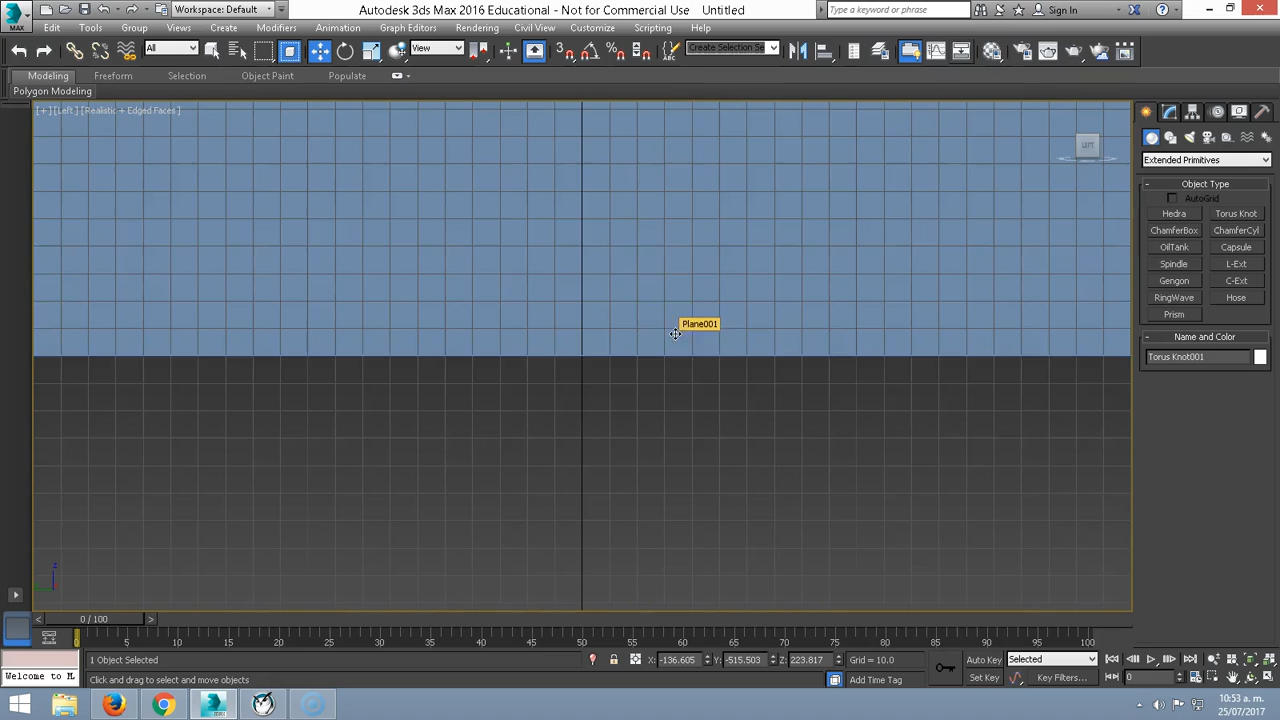 Autodesk 3ds Max 2016 Educational - Not for Commercial Use Untitled
Workspace: Default
Type a keyword or phrase
Sign In
MAX
Edit Tools Group Views Create Modifiers Animation Graph Editors Rendering Civil View Customize Scripting Help
All
View
Create Selection Se
Modeling Freeform Selection Object Paint Populate
Polygon Modeling
[+] [Left ] [Realistic + Edged Faces ]
LEFT
Plane001
z
Extended Primitives
- Object Type
AutoGrid
Hedra Torus Knot
ChamferBox ChamferCyl
OilTank Capsule
Spindle L-Ext
Gengon C-Ext
RingWave Hose
Prism
- Name and Color
Torus Knot001
< 0 / 100 >
0 5 10 15 20 25 30 35 40 45 50 55 60 65 70 75 80 85 90 95 100
1 Object Selected
X: -136.605 Y: -515.503 Z: 223.817 Grid = 10.0
Auto Key Selected
Welcome to M
Click and drag to select and move objects
Add Time Tag
Set Key Key Filters... 0
MAX
10:53 a. m.
25/07/2017